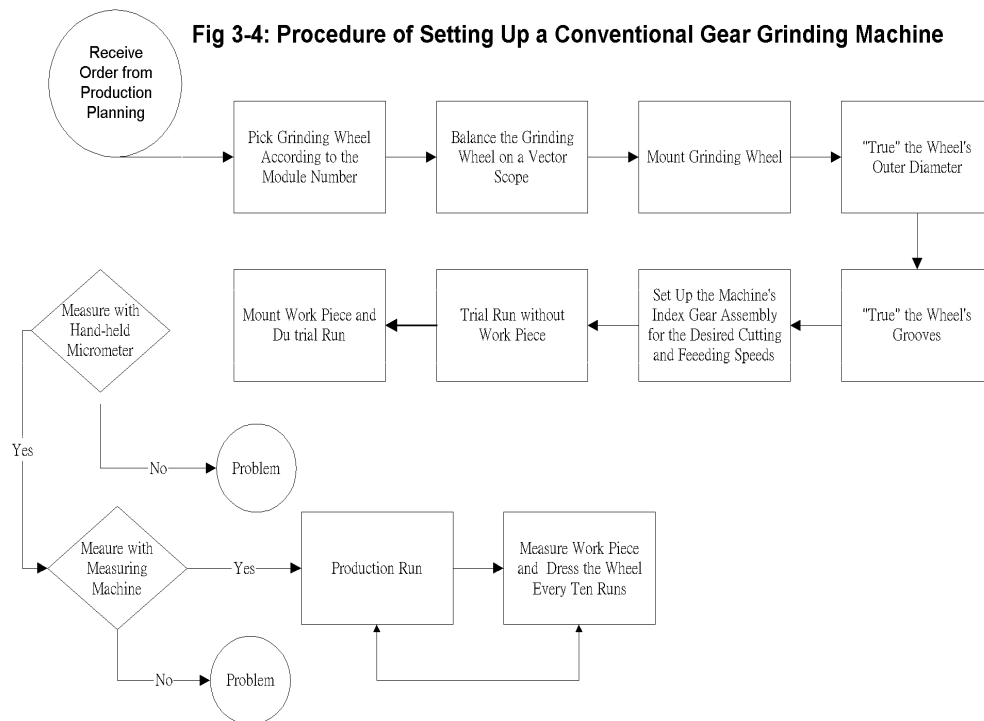 Fig 3-4: Procedure of Setting Up a Conventional Gear Grinding Machine
Receive
Order from
Production
Planning
Pick Grinding Wheel
According to the
Module Number
Balance the Grinding
Wheel on a Vector
Scope
Mount Grinding Wheel
"True" the Wheel's
Outer Diameter
"True" the Wheel's
Grooves
Set Up the Machine's
Index Gear Assembly
for the Desired Cutting
and Feeeding Speeds
Trial Run without
Work Piece
Mount Work Piece and
Du trial Run
Measure with
Hand-held
Micrometer
Yes
No
Problem
Meaure with
Measuring
Machine
Yes
Production Run
Measure Work Piece
and Dress the Wheel
Every Ten Runs
No
Problem